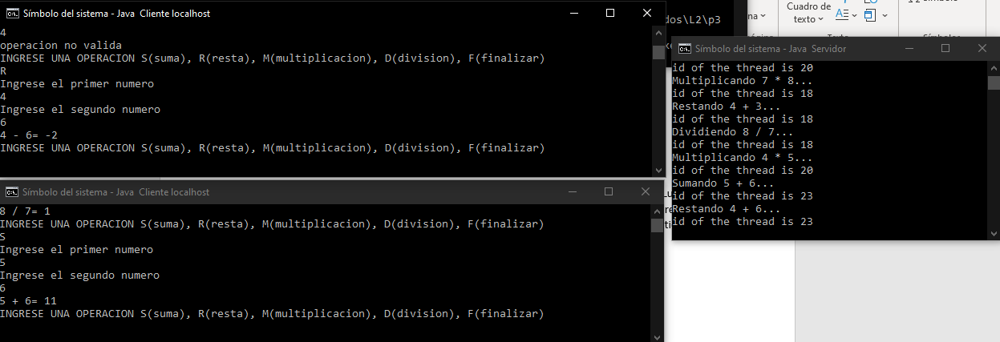 Símbolo del sistema - Java Cliente localhost
4
operacion no valida
INGRESE UNA OPERACION S(suma), R(resta), M(multiplicacion), D(division), F(finalizar)
R
Ingrese el primer numero
4
Ingrese el segundo numero
6
4 - 6= -2
INGRESE UNA OPERACION S(suma), R(resta), M(multiplicacion), D(division), F(finalizar)
Símbolo del sistema - Java Cliente localhost
8 / 7= 1
INGRESE UNA OPERACION S(suma), R(resta), M(multiplicacion), D(division), F(finalizar)
S
Ingrese el primer numero
5
Ingrese el segundo numero
6
5 + 6= 11
INGRESE UNA OPERACION S(suma), R(resta), M(multiplicacion), D(division), F(finalizar)
dos\L2\p3
Cuadro de
texto
Símbolo del sistema - Java Servidor
id of the thread is 20
Multiplicando 7 * 8...
id of the thread is 18
Restando 4 + 3...
id of the thread is 18
Dividiendo 8 / 7...
id of the thread is 18
Multiplicando 4 * 5...
id of the thread is 20
Sumando 5 + 6...
id of the thread is 23
Restando 4 + 6...
id of the thread is 23